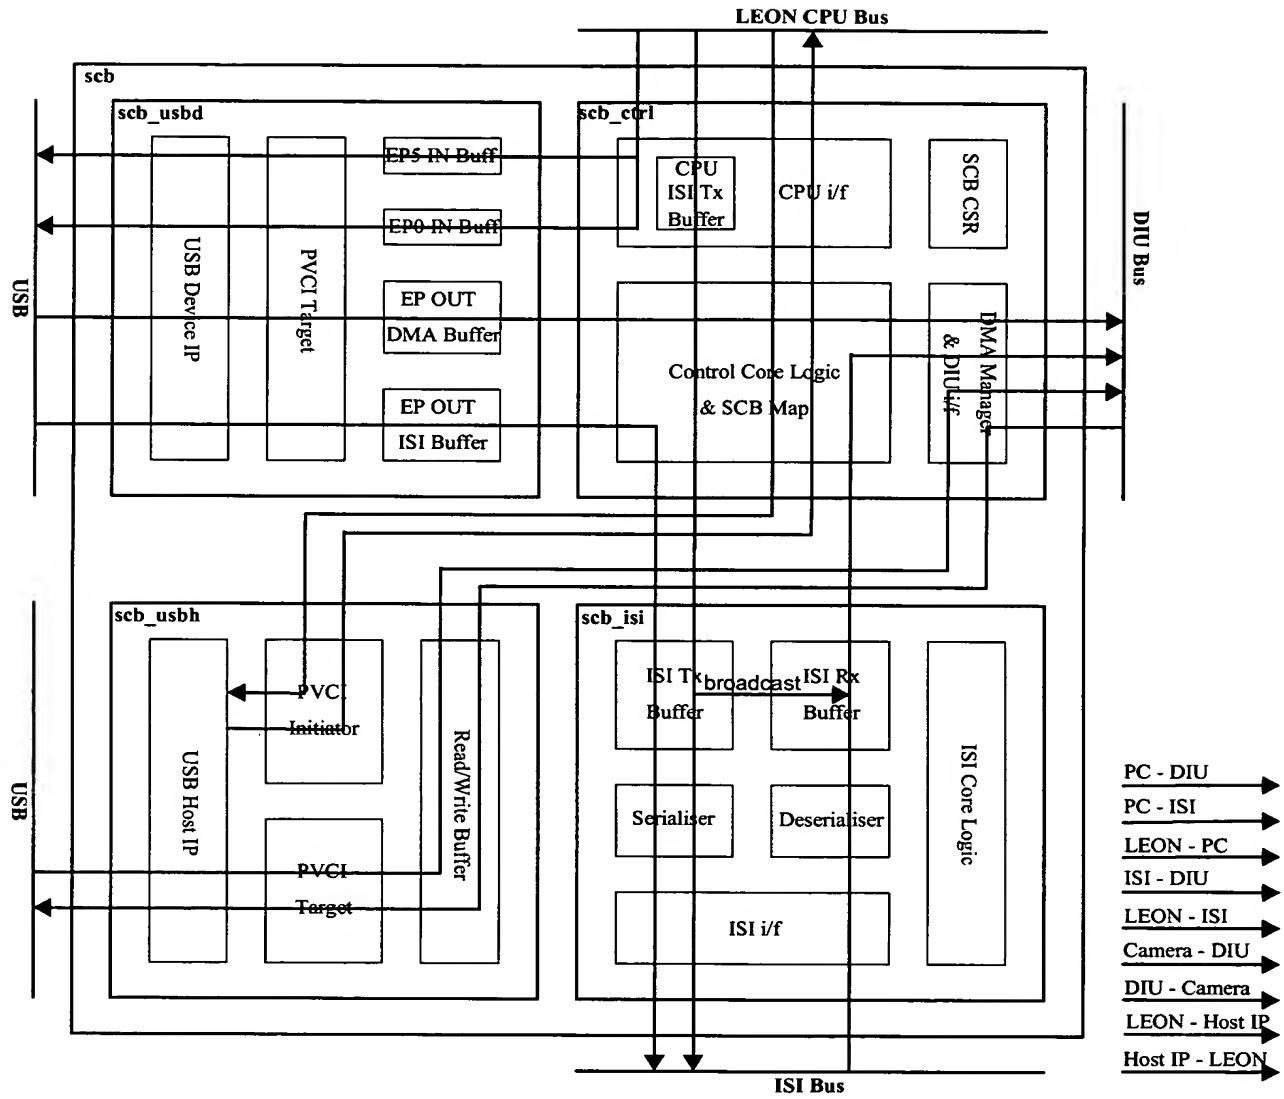 LEON CPU Bus
scb
scb_usbd
scb_ctrl
EP5 IN Buff
EP0 IN Buff
EP OUT
DMA Buffer
EP OUT
ISI Buffer
USB Device IP
PVCI Target
USB
CPU
ISI Tx
Buffer
CPU i/f
SCB CSR
Control Core Logic
& SCB Map
DMA Manager
& DIU i/f
DIU Bus
scb_usbh
scb_isi
PVCI
Initiator
PVCI
Target
USB Host IP
Read/Write Buffer
USB
ISI Tx
Buffer
broadcast
ISI Rx
Buffer
Serialiser
Deserialiser
ISI i/f
ISI Core Logic
ISI Bus
PC - DIU
PC - ISI
LEON - PC
ISI - DIU
LEON - ISI
Camera - DIU
DIU - Camera
LEON - Host IP
Host IP - LEON